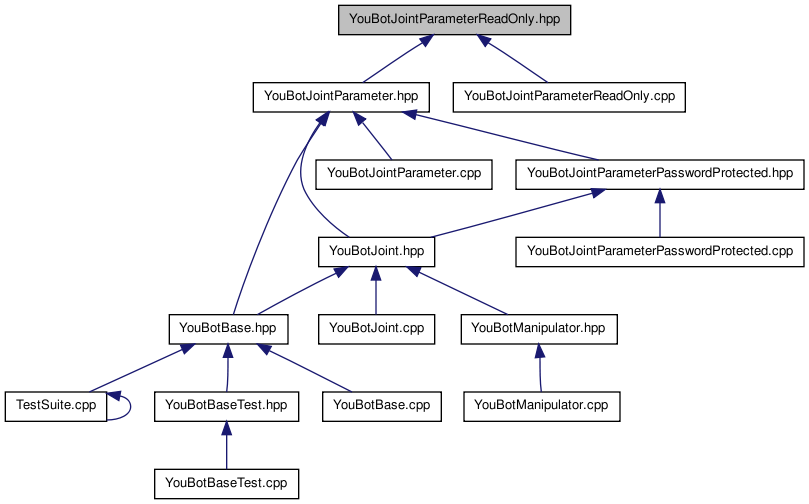 YouBotJointParameterReadOnly.hpp
YouBotJointParameter.hpp
YouBotJointParameterReadOnly.cpp
YouBotJointParameter.cpp
YouBotJointParameterPasswordProtected.hpp
YouBotJoint.hpp
YouBotJointParameterPasswordProtected.cpp
YouBotBase.hpp
YouBotJoint.cpp
YouBotManipulator.hpp
TestSuite.cpp
YouBotBaseTest.hpp
YouBotBase.cpp
YouBotManipulator.cpp
YouBotBaseTest.cpp